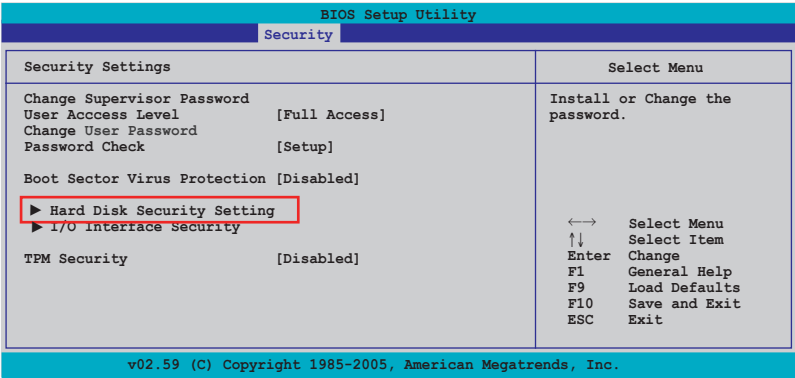 BIOS Setup Utility
Security
Security Settings
Change Supervisor Password
User Acccess Level [Full Access]
Change User Password
Password Check [Setup]
Boot Sector Virus Protection [Disabled]
▶ Hard Disk Security Setting
▶ I/O Interface Security
TPM Security [Disabled]
Select Menu
Install or Change the
password.
←→ Select Menu
↑↓ Select Item
Enter Change
F1 General Help
F9 Load Defaults
F10 Save and Exit
ESC Exit
v02.59 (C) Copyright 1985-2005, American Megatrends, Inc.